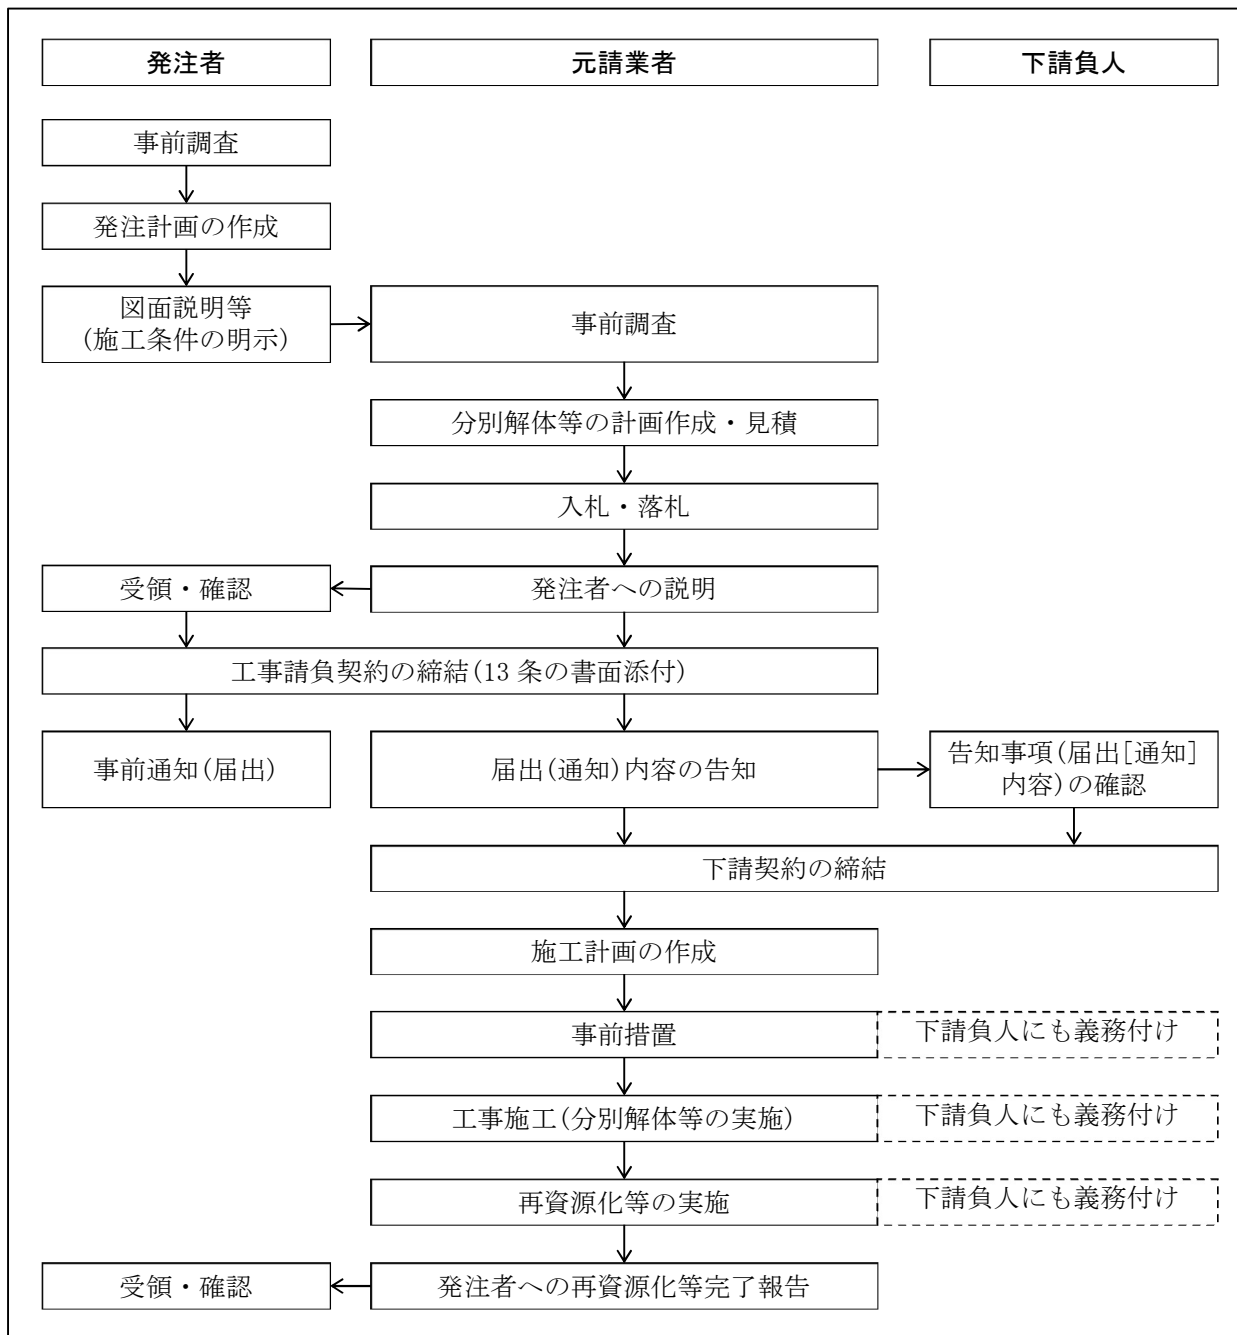 発注者
元請業者
下請負人
事前調査
発注計画の作成
図面説明等
(施工条件の明示)
事前調査
分別解体等の計画作成・見積
入札・落札
受領・確認
発注者への説明
工事請負契約の締結(13 条の書面添付)
事前通知(届出)
届出(通知)内容の告知
告知事項(届出[通知]
内容)の確認
下請契約の締結
施工計画の作成
事前措置
下請負人にも義務付け
工事施工(分別解体等の実施)
下請負人にも義務付け
再資源化等の実施
下請負人にも義務付け
受領・確認
発注者への再資源化等完了報告